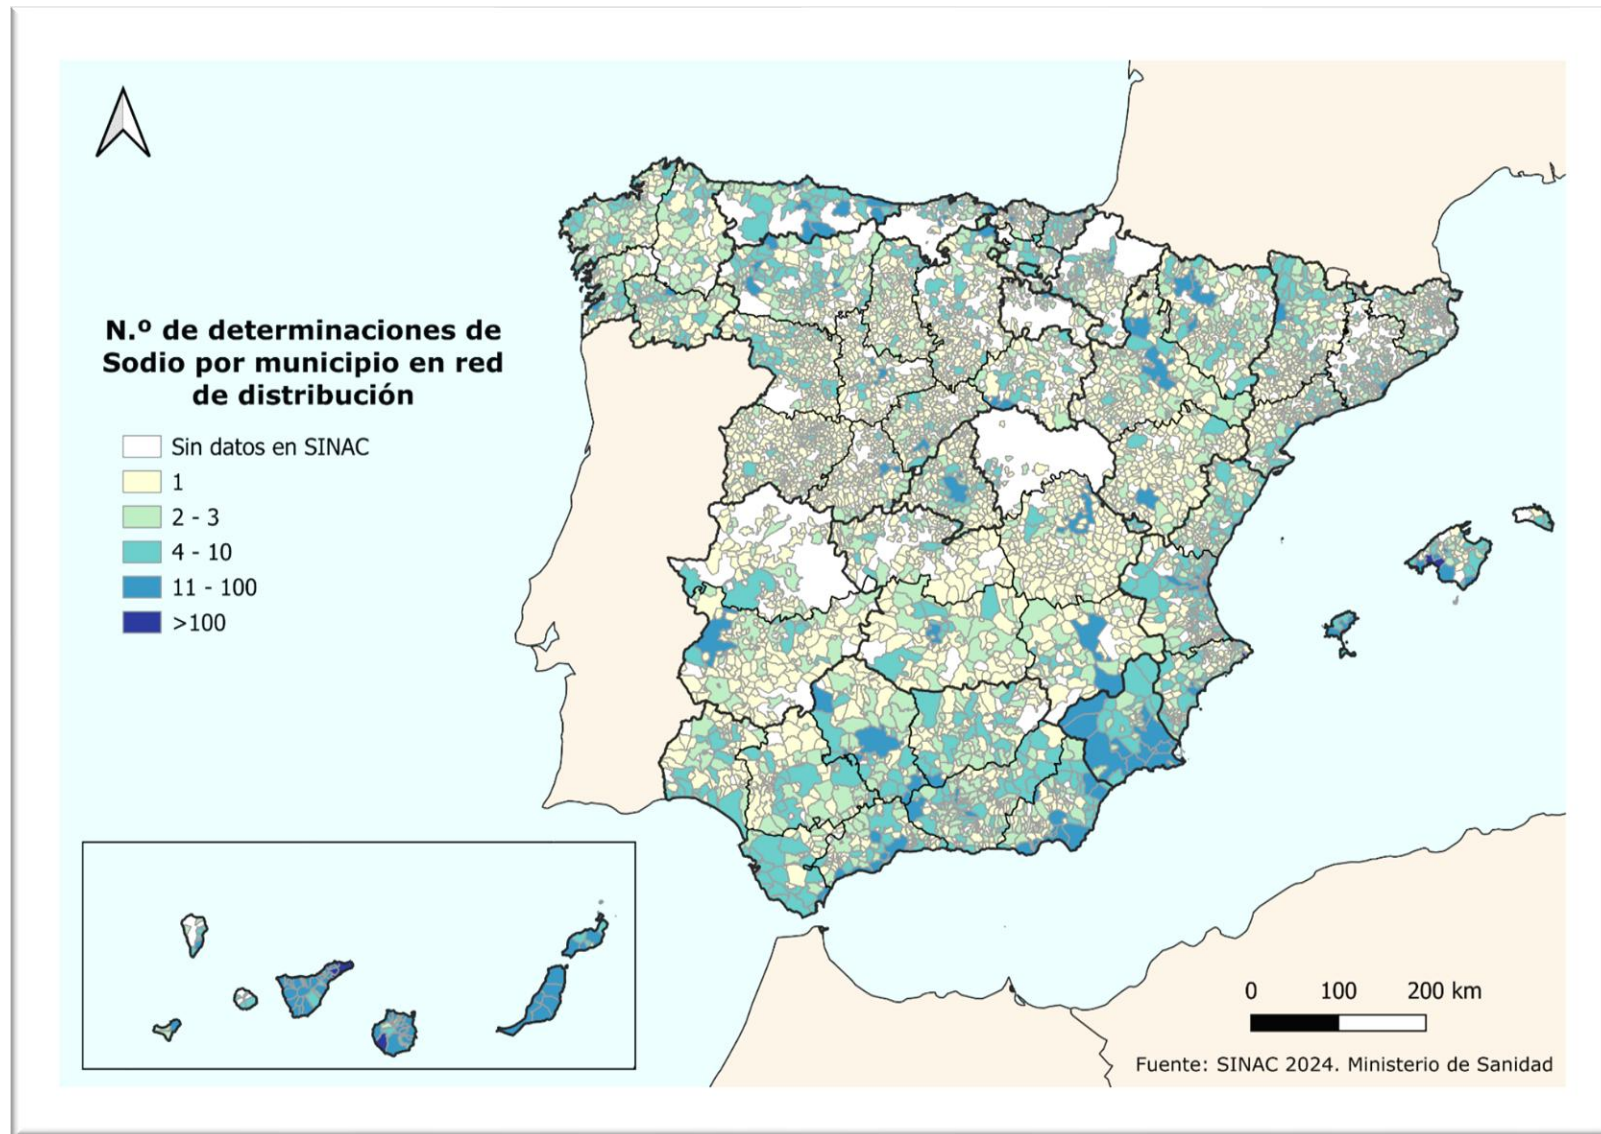 N.º de determinaciones de
Sodio por municipio en red
de distribución
Sin datos en SINAC
1
2 - 3
4 - 10
11 - 100
>100
0 100 200 km
Fuente: SINAC 2024. Ministerio de Sanidad